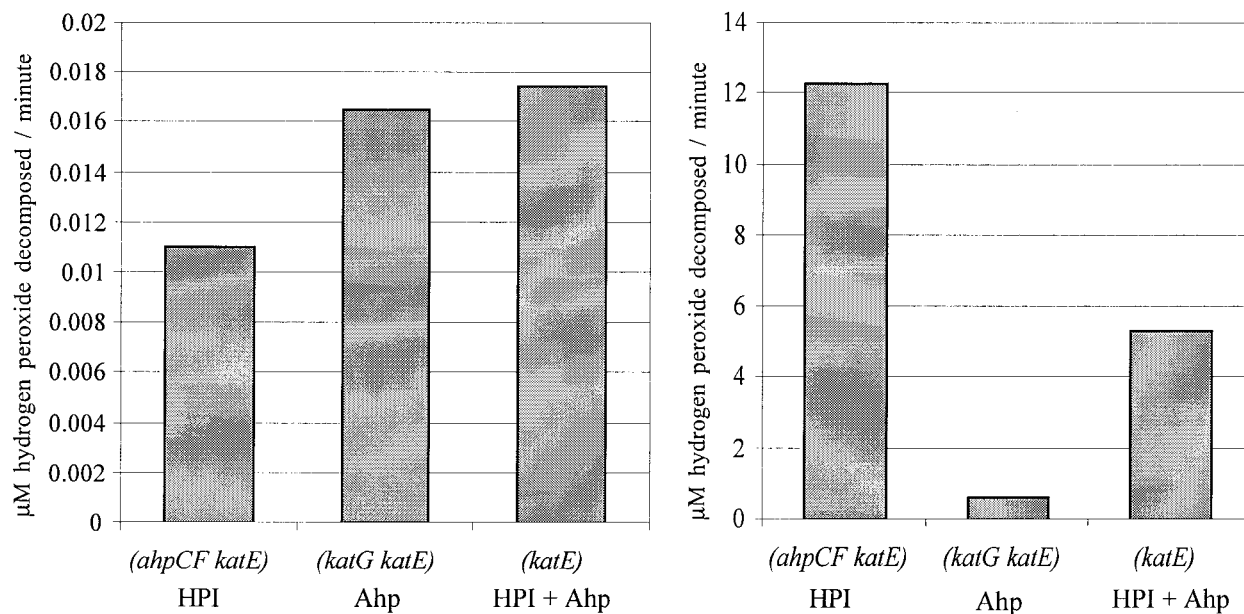 µM hydrogen peroxide decomposed / minute
0.02
0.018
0.016
0.014
0.012
0.01
0.008
0.006
0.004
0.002
0
(ahpCF katE)
(katG katE)
(katE)
HPI
Ahp
HPI + Ahp
µM hydrogen peroxide decomposed / minute
14
12
10
8
6
4
2
0
(ahpCF katE)
(katG katE)
(katE)
HPI
Ahp
HPI + Ahp